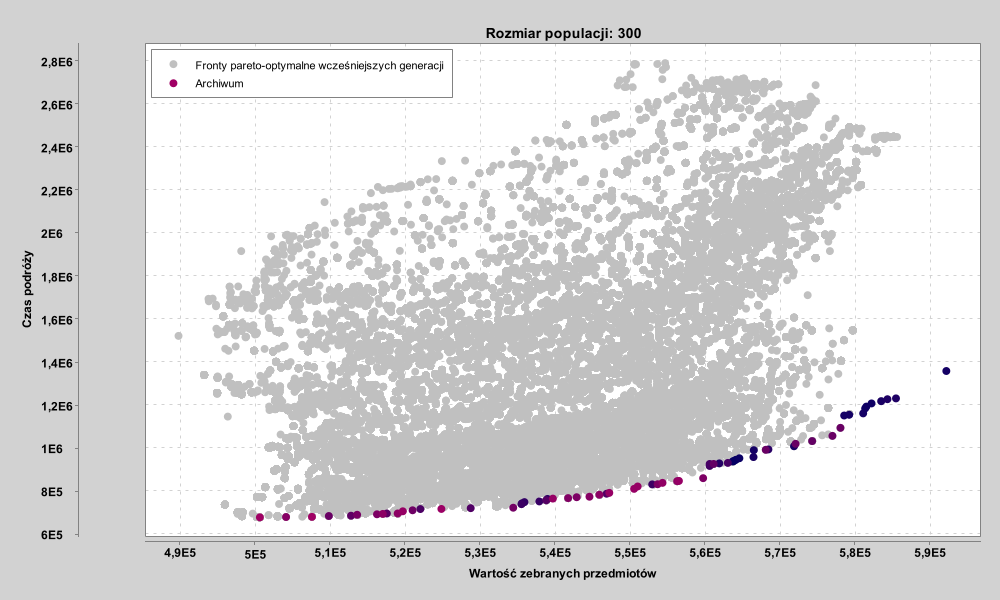 Rozmiar populacji: 300
Fronty pareto-optymalne wcześniejszych generacji
Archiwum
Czas podróży
2,8E6
2,6E6
2,4E6
2,2E6
2E6
1,8E6
1,6E6
1,4E6
1,2E6
1E6
8E5
6E5
4,9E5 5E5 5,1E5 5,2E5 5,3E5 5,4E5 5,5E5 5,6E5 5,7E5 5,8E5 5,9E5
Wartość zebranych przedmiotów